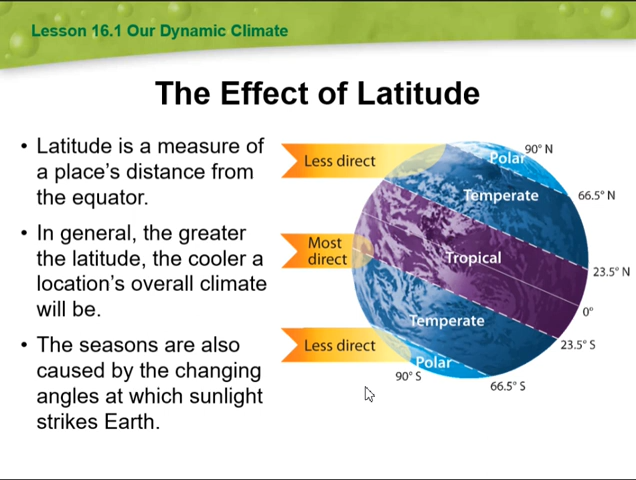 Lesson 16.1 Our Dynamic Climate
The Effect of Latitude
• Latitude is a measure of
a place's distance from
the equator.
• In general, the greater
the latitude, the cooler a
location's overall climate
will be.
• The seasons are also
caused by the changing
angles at which sunlight
strikes Earth.
Less direct
Most
direct
Less direct
90° N
Polar
66.5° N
Temperate
Tropical
23.5° N
0°
Temperate
23.5° S
Polar
90° S
66.5° S